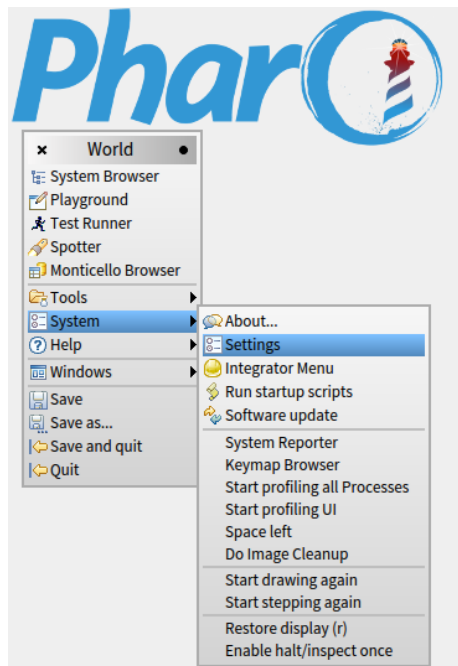 Pharo
World
System Browser
Playground
Test Runner
Spotter
Monticello Browser
Tools
System
Help
Windows
Save
Save as...
Save and quit
Quit
About...
Settings
Integrator Menu
Run startup scripts
Software update
System Reporter
Keymap Browser
Start profiling all Processes
Start profiling UI
Space left
Do Image Cleanup
Start drawing again
Start stepping again
Restore display (r)
Enable halt/inspect once